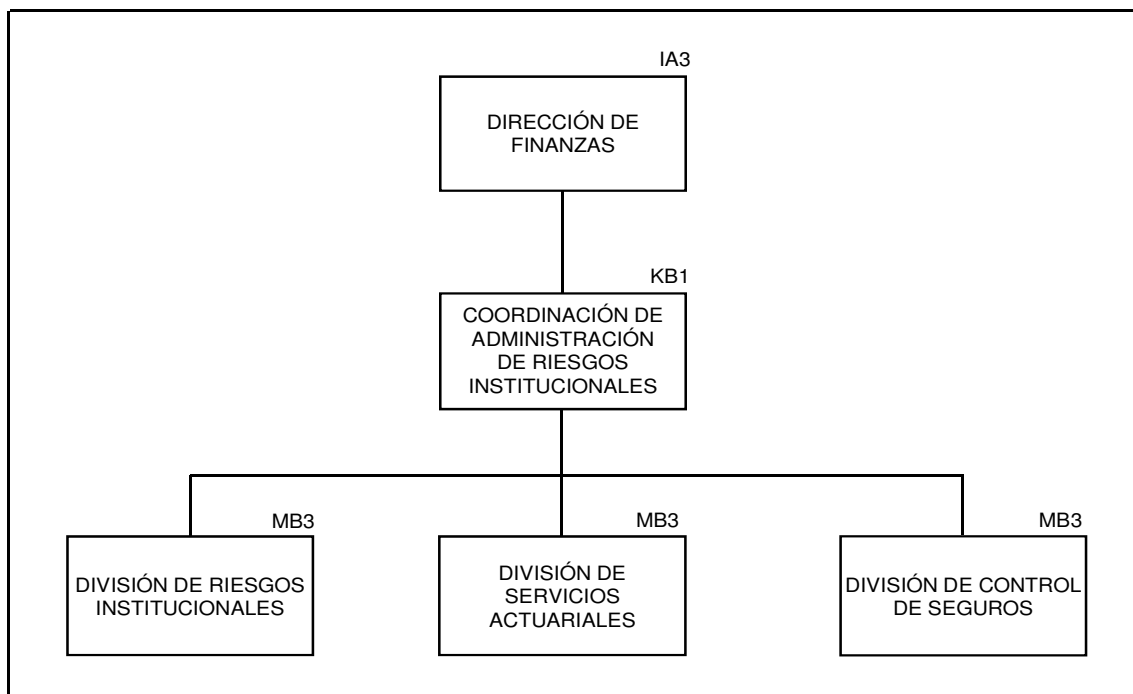 IA3
DIRECCIÓN DE
FINANZAS
KB1
COORDINACIÓN DE
ADMINISTRACIÓN
DE RIESGOS
INSTITUCIONALES
MB3
DIVISIÓN DE RIESGOS
INSTITUCIONALES
MB3
DIVISIÓN DE
SERVICIOS
ACTUARIALES
MB3
DIVISIÓN DE CONTROL
DE SEGUROS